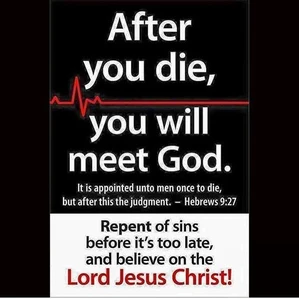 After
you die,
you will
meet God.
It is appointed unto men once to die,
but after this the judgment. – Hebrews 9:27
Repent of sins
before it's too late,
and believe on the
Lord Jesus Christ!